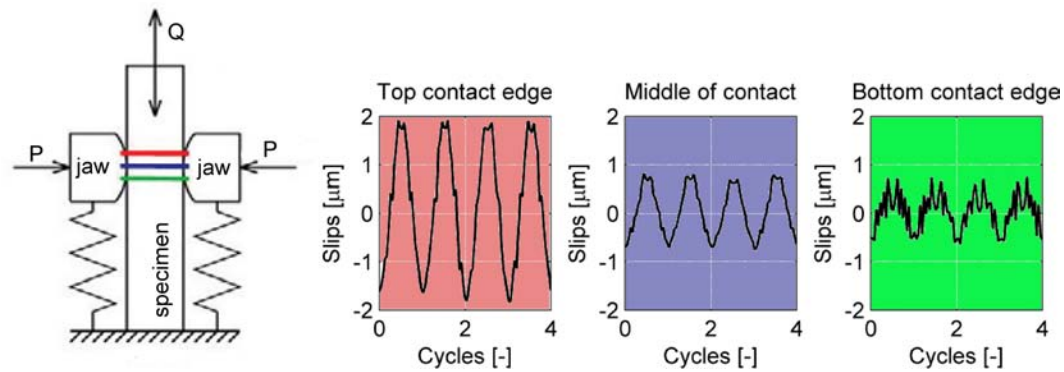 Q
P
jaw
jaw
P
specimen
Top contact edge
Slips [μm]
2
1
0
-1
-2
0
2
4
Cycles [-]
Middle of contact
Slips [μm]
2
1
0
-1
-2
0
2
4
Cycles [-]
Bottom contact edge
Slips [μm]
2
1
0
-1
-2
0
2
4
Cycles [-]